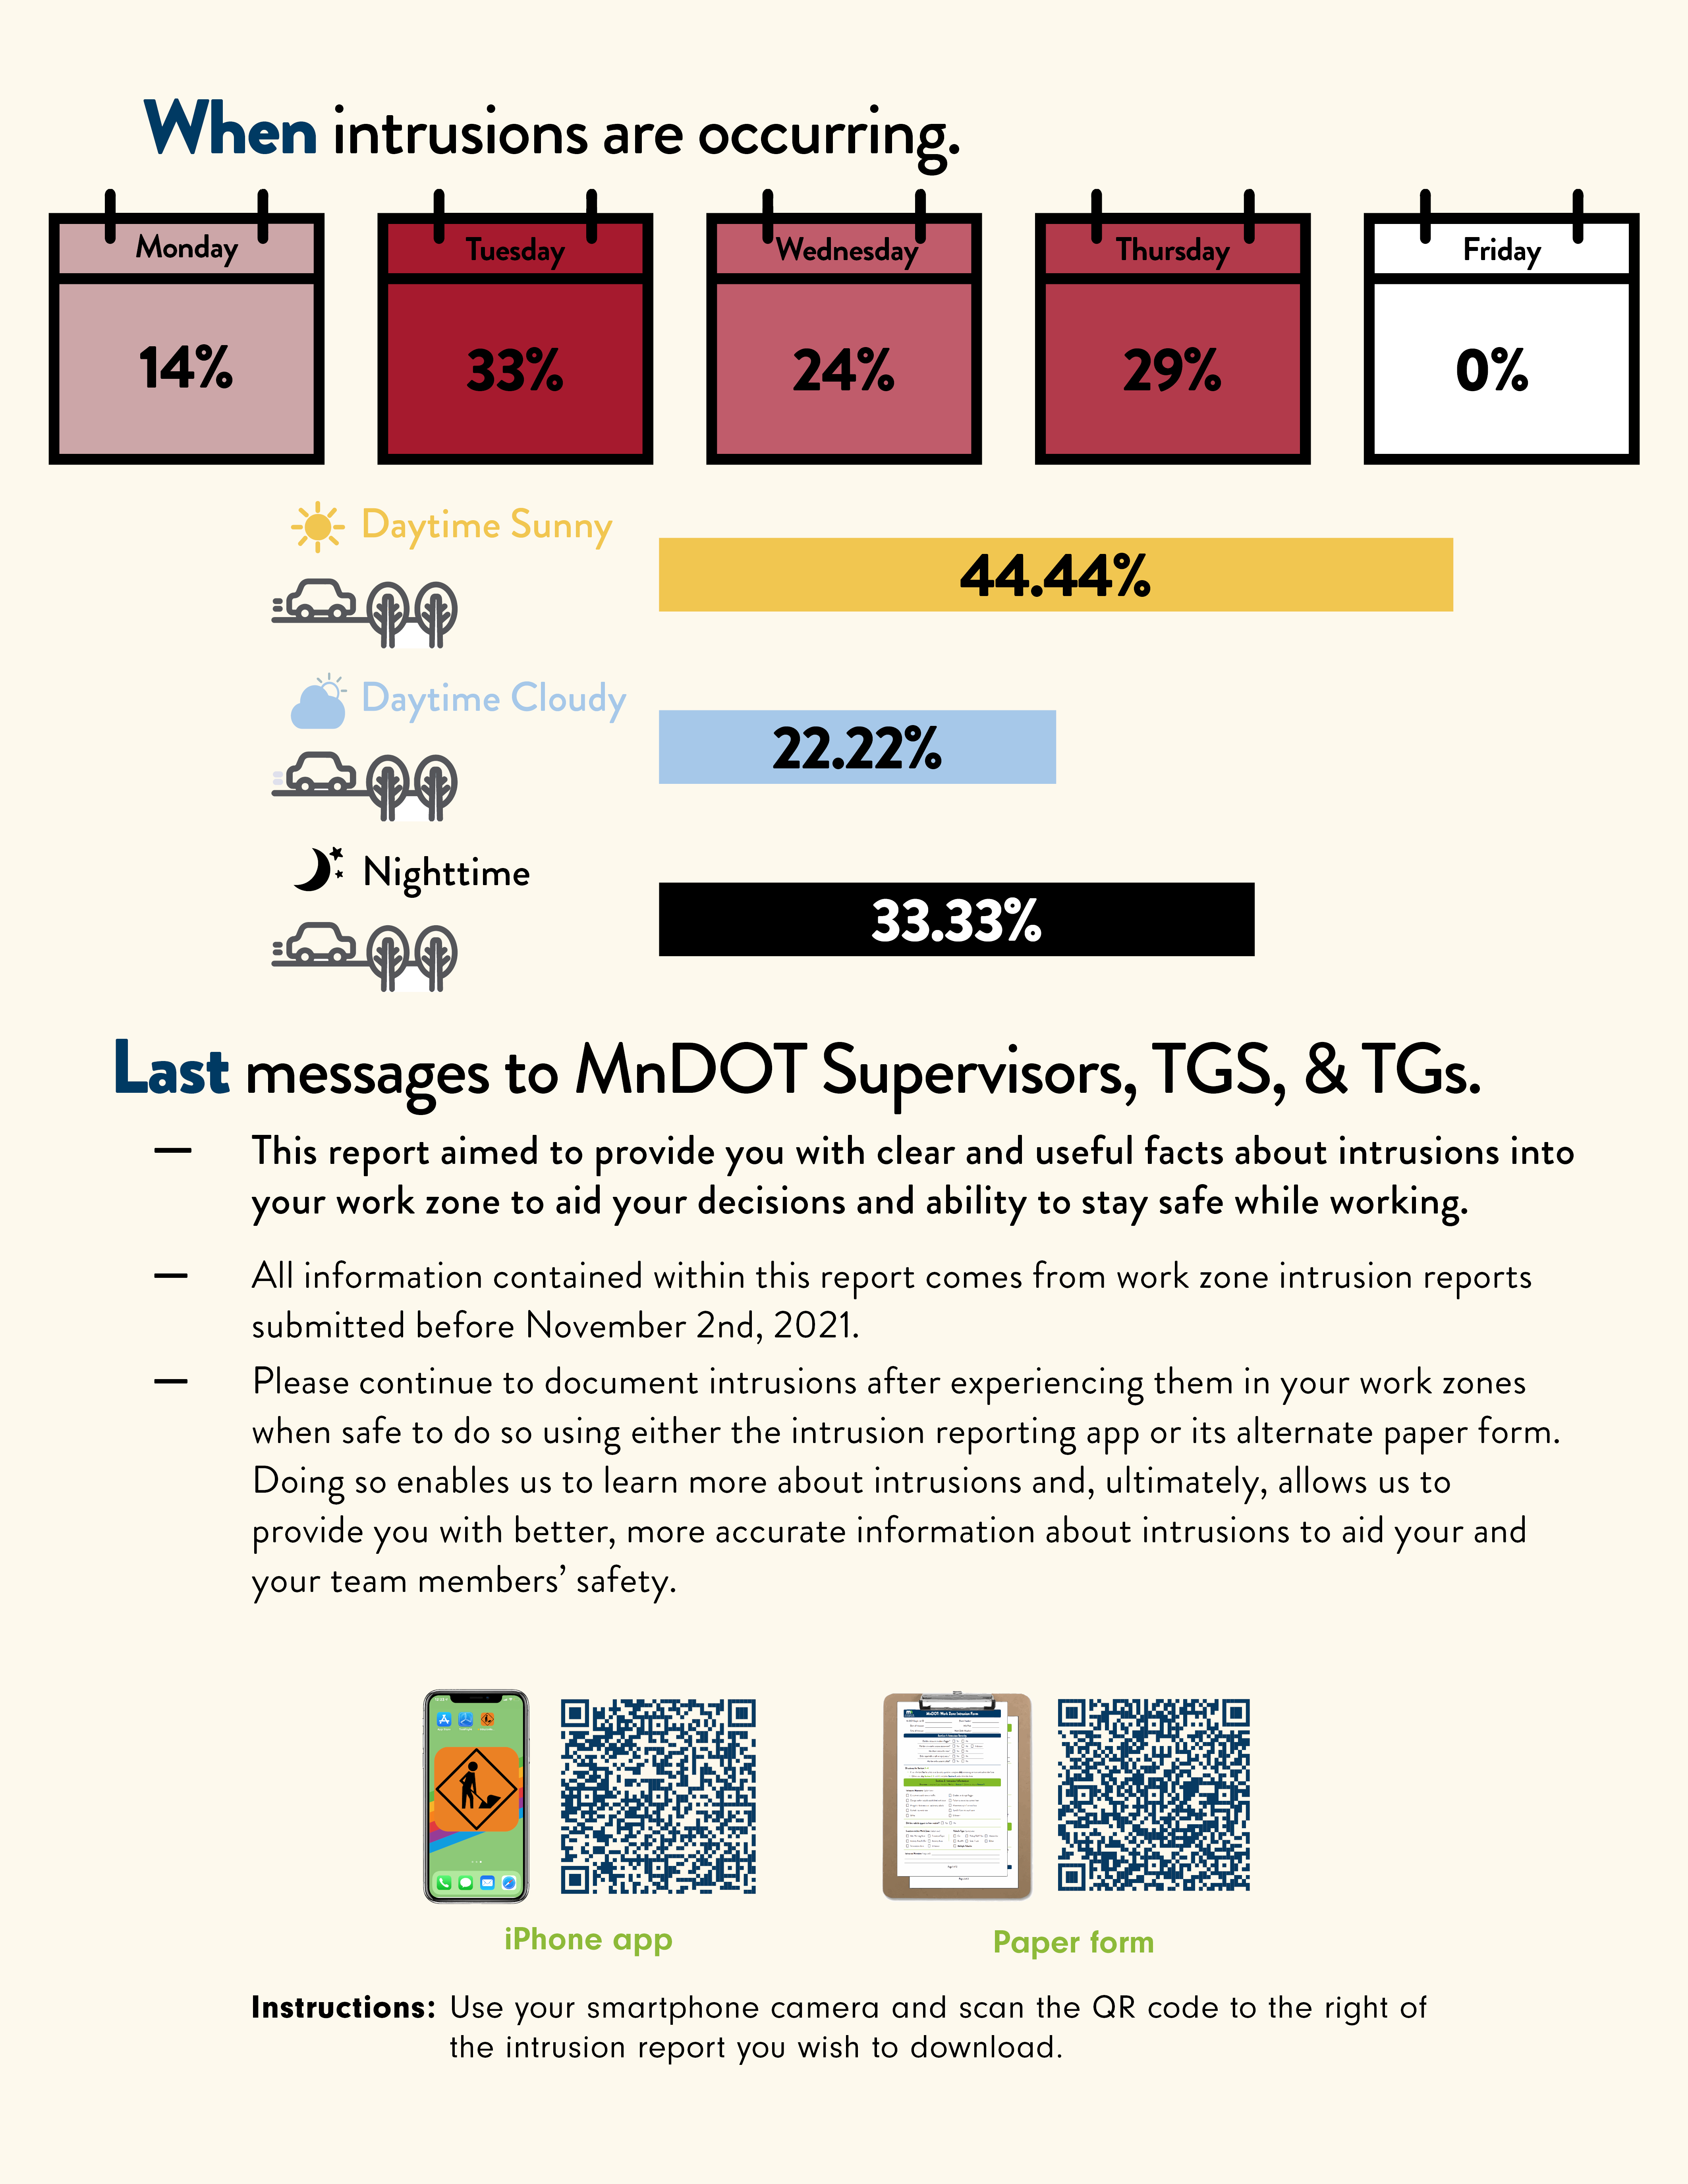 When intrusions are occurring.
Monday
Tuesday
Wednesday
Thursday
Friday
14%
33%
24%
29%
0%
Daytime Sunny
44.44%
Daytime Cloudy
22.22%
Nighttime
33.33%
Last messages to MnDOT Supervisors, TGS, & TGs.
— This report aimed to provide you with clear and useful facts about intrusions into
your work zone to aid your decisions and ability to stay safe while working.
— All information contained within this report comes from work zone intrusion reports
submitted before November 2nd, 2021.
— Please continue to document intrusions after experiencing them in your work zones
when safe to do so using either the intrusion reporting app or its alternate paper form.
Doing so enables us to learn more about intrusions and, ultimately, allows us to
provide you with better, more accurate information about intrusions to aid your and
your team members’ safety.
MnDOT Work Zone Intrusion Form
iPhone app
Paper form
Instructions: Use your smartphone camera and scan the QR code to the right of
the intrusion report you wish to download.